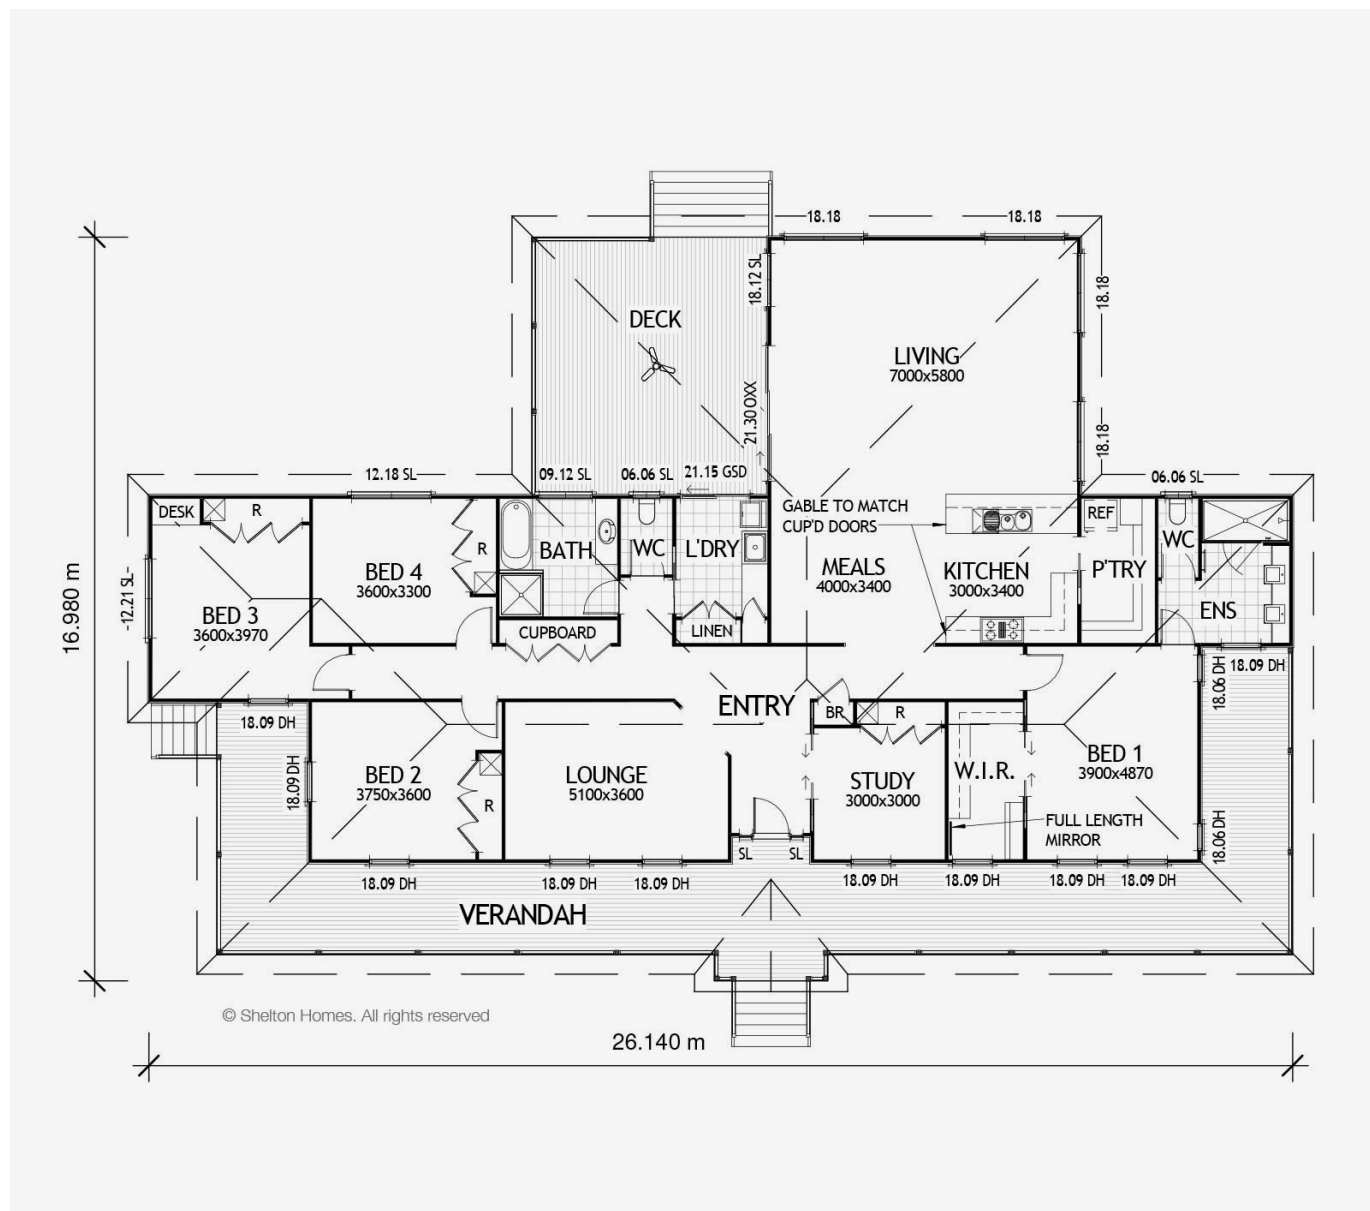 18.18
18.18
18.12 SL
18.18
DECK
LIVING
7000x5800
21.30 OXX
18.18
12.18 SL
09.12 SL
06.06 SL
21.15 GSD
06.06 SL
DESK
R
R
BATH
WC
L'DRY
GABLE TO MATCH
CUP'D DOORS
REF
WC
BED 4
3600x3300
MEALS
4000x3400
KITCHEN
3000x3400
P'TRY
12.21 SL
BED 3
3600x3970
ENS
CUPBOARD
LINEN
16.980 m
18.06 DH
18.09 DH
18.09 DH
ENTRY
BR
R
18.09 DH
BED 2
3750x3600
R
LOUNGE
5100x3600
STUDY
3000x3000
W.I.R.
BED 1
3900x4870
FULL LENGTH
MIRROR
18.06 DH
SL
SL
18.09 DH
18.09 DH
18.09 DH
18.09 DH
18.09 DH
18.09 DH
18.09 DH
VERANDAH
© Shelton Homes. All rights reserved
26.140 m